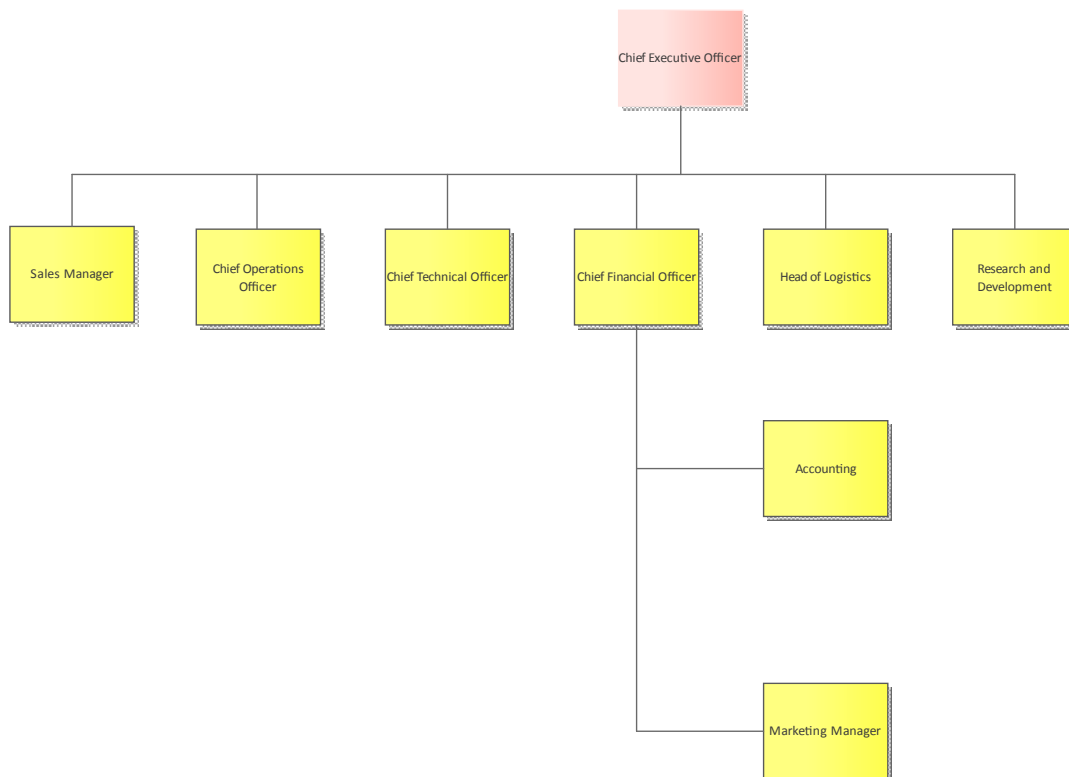 Chief Executive Officer
Sales Manager
Chief Operations
Officer
Chief Technical Officer
Chief Financial Officer
Head of Logistics
Research and
Development
Accounting
Marketing Manager